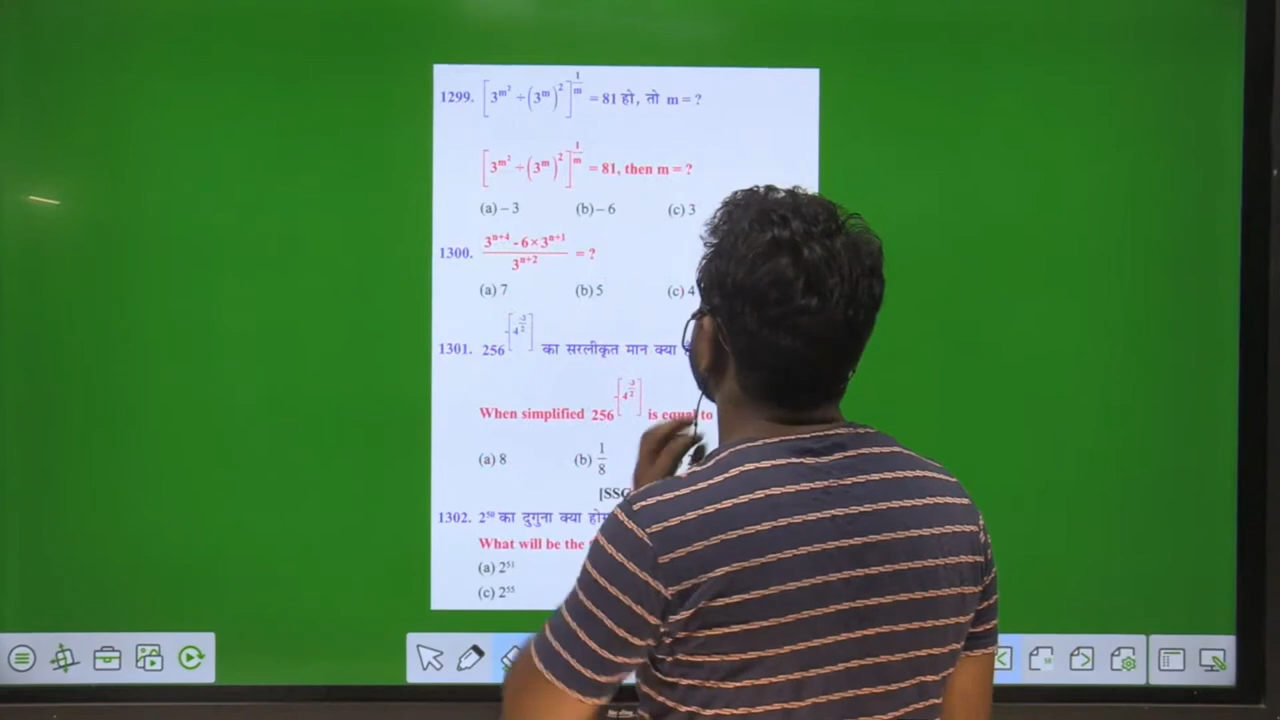 1299. [3^m² ÷ (3^m)²]^1/m = 81 हो, तो m = ?
[3^m² ÷ (3^m)²]^1/m = 81, then m = ?
(a) – 3 (b) – 6 (c) 3
1300. 3^n+4 - 6 × 3^n+1 / 3^n+2 = ?
(a) 7 (b) 5 (c) 4
1301. 256^-[4^-3/2] का सरलीकृत मान क्या
When simplified 256^-[4^-3/2] is equal to
(a) 8 (b) 1/8
[SSC
1302. 2^50 का दुगुना क्या
What will be the
(a) 2^51
(c) 2^55